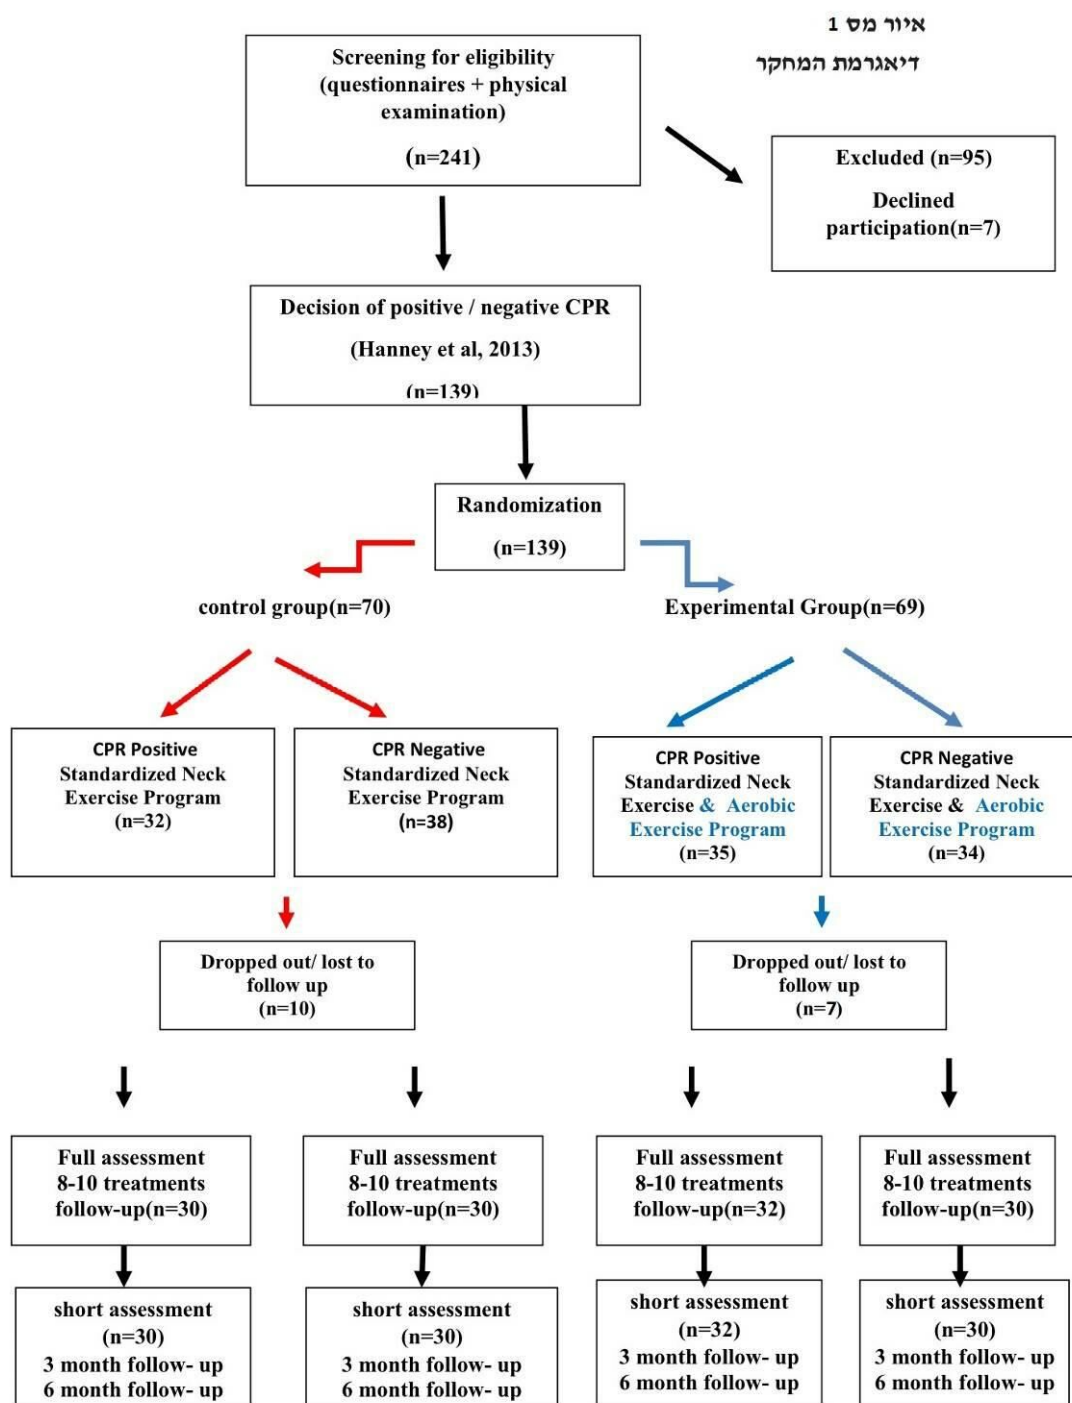 איור מס 1
דיאגרמת המחקר
Screening for eligibility
(questionnaires + physical
examination)
(n=241)
Excluded (n=95)
Declined
participation(n=7)
Decision of positive / negative CPR
(Hanney et al, 2013)
(n=139)
Randomization
(n=139)
control group(n=70)
Experimental Group(n=69)
CPR Positive
Standardized Neck
Exercise Program
(n=32)
CPR Negative
Standardized Neck
Exercise Program
(n=38)
CPR Positive
Standardized Neck
Exercise & Aerobic
Exercise Program
(n=35)
CPR Negative
Standardized Neck
Exercise & Aerobic
Exercise Program
(n=34)
Dropped out/ lost to
follow up
(n=10)
Dropped out/ lost to
follow up
(n=7)
Full assessment
8-10 treatments
follow-up(n=30)
Full assessment
8-10 treatments
follow-up(n=30)
Full assessment
8-10 treatments
follow-up(n=32)
Full assessment
8-10 treatments
follow-up(n=30)
short assessment
(n=30)
3 month follow- up
6 month follow- up
short assessment
(n=30)
3 month follow- up
6 month follow- up
short assessment
(n=32)
3 month follow- up
6 month follow- up
short assessment
(n=30)
3 month follow- up
6 month follow- up